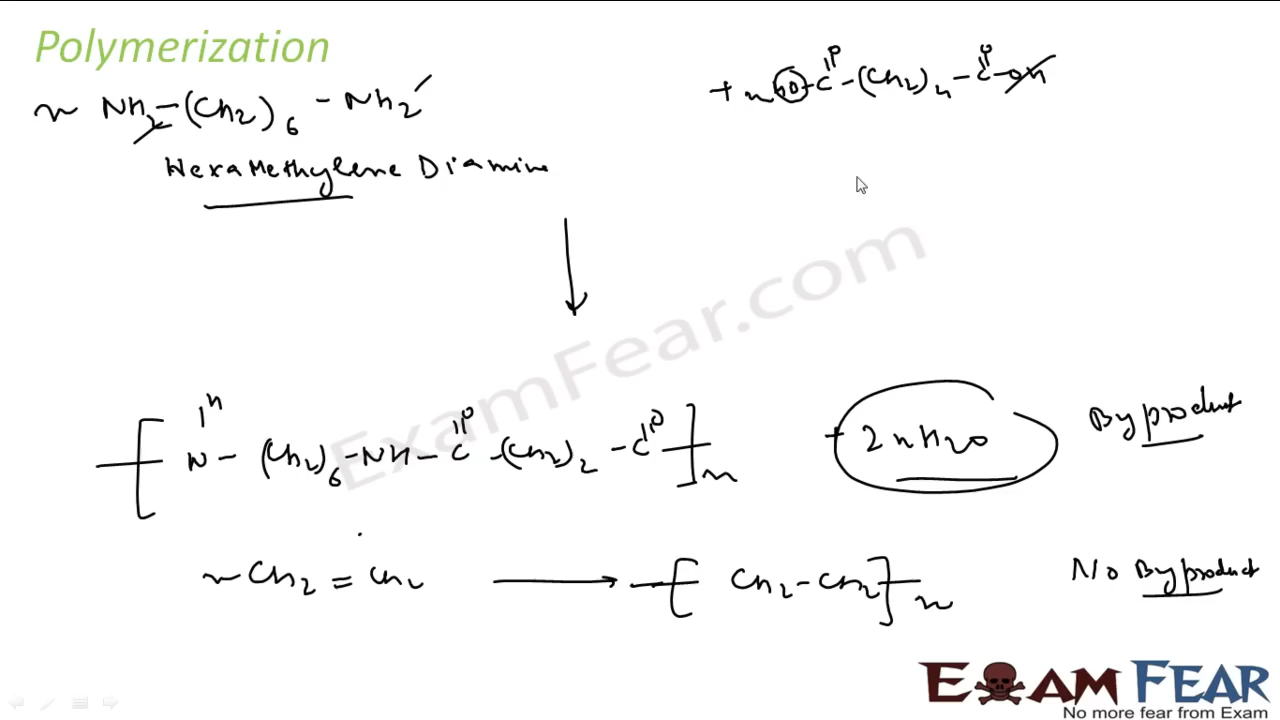 Polymerization
n NH2-(CH2)6-NH2
+ n HO-C-(CH2)4-C-OH
O O
HexaMethylene Diamine
ExamFear.com
H O O
[N-(CH2)6-NH-C-(CH2)2-C]n + 2nH2O By product
nCH2=CH2 → [CH2-CH2]n No By product
EXAM FEAR
No more fear from Exam